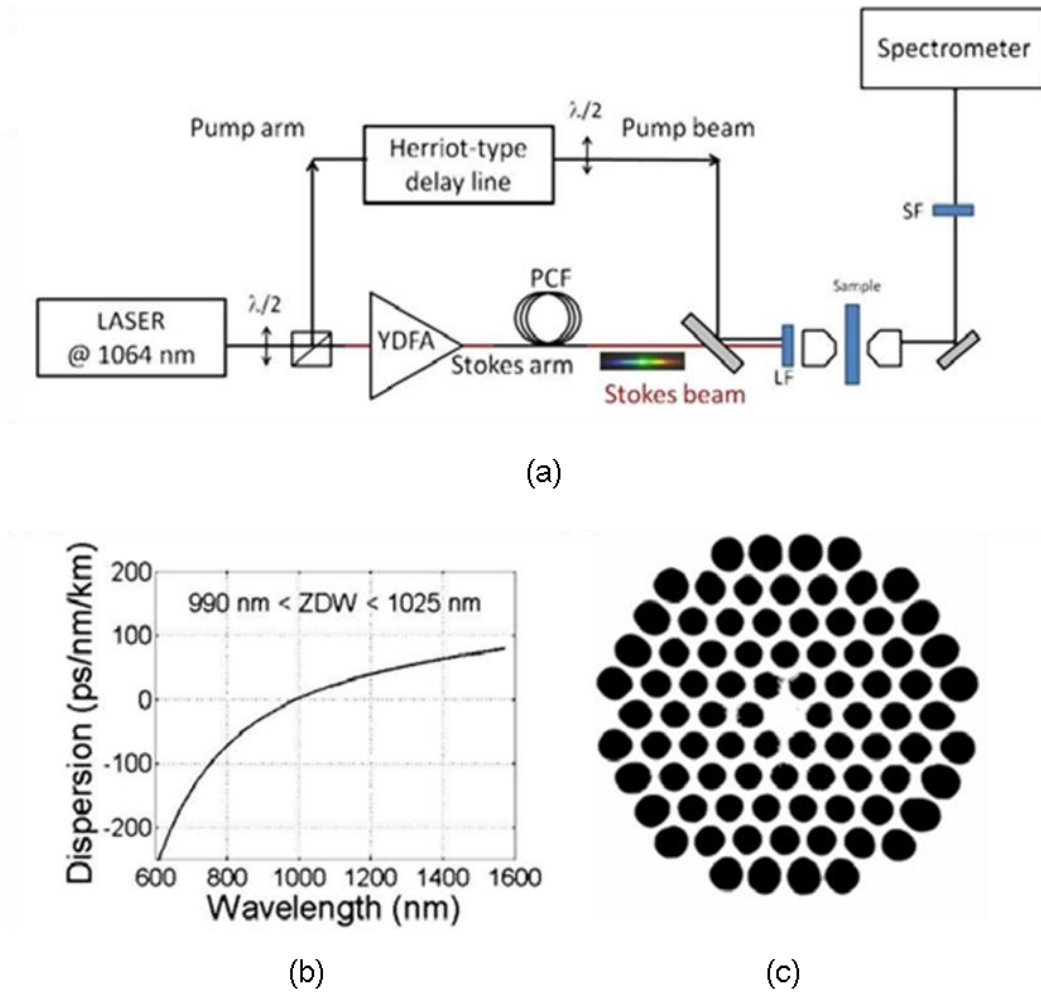 Spectrometer
λ/2
Pump arm
Pump beam
Herriot-type
delay line
SF
PCF
Sample
λ/2
LASER
@ 1064 nm
YDFA
Stokes arm
LF
Stokes beam
(a)
200
990 nm < ZDW < 1025 nm
100
0
-100
-200
Dispersion (ps/nm/km)
600 800 1000 1200 1400 1600
Wavelength (nm)
(b)
(c)